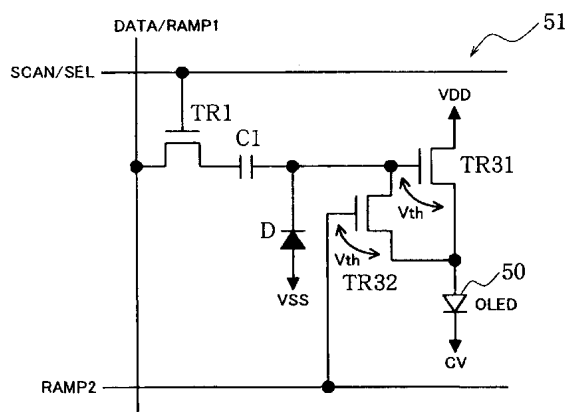 DATA/RAMP1
51
SCAN/SEL
VDD
TR1
C1
TR31
Vth
D
Vth
TR32
50
VSS
OLED
CV
RAMP2